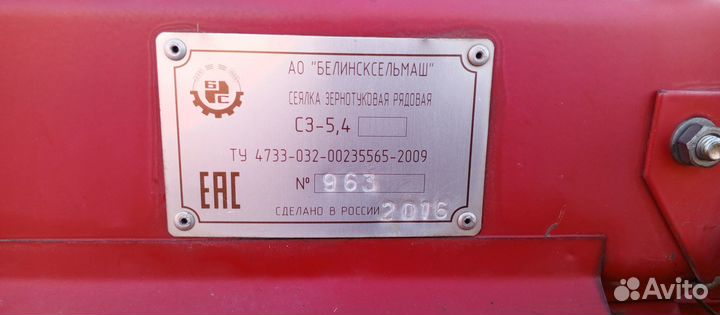 АО "БЕЛИНСКСЕЛЬМАШ"
БС
СЕЯЛКА ЗЕРНОТУКОВАЯ РЯДОВАЯ
СЗ-5,4
ТУ 4733-032-00235565-2009
ЕАС
№ 963
СДЕЛАНО В РОССИИ 2016
Avito